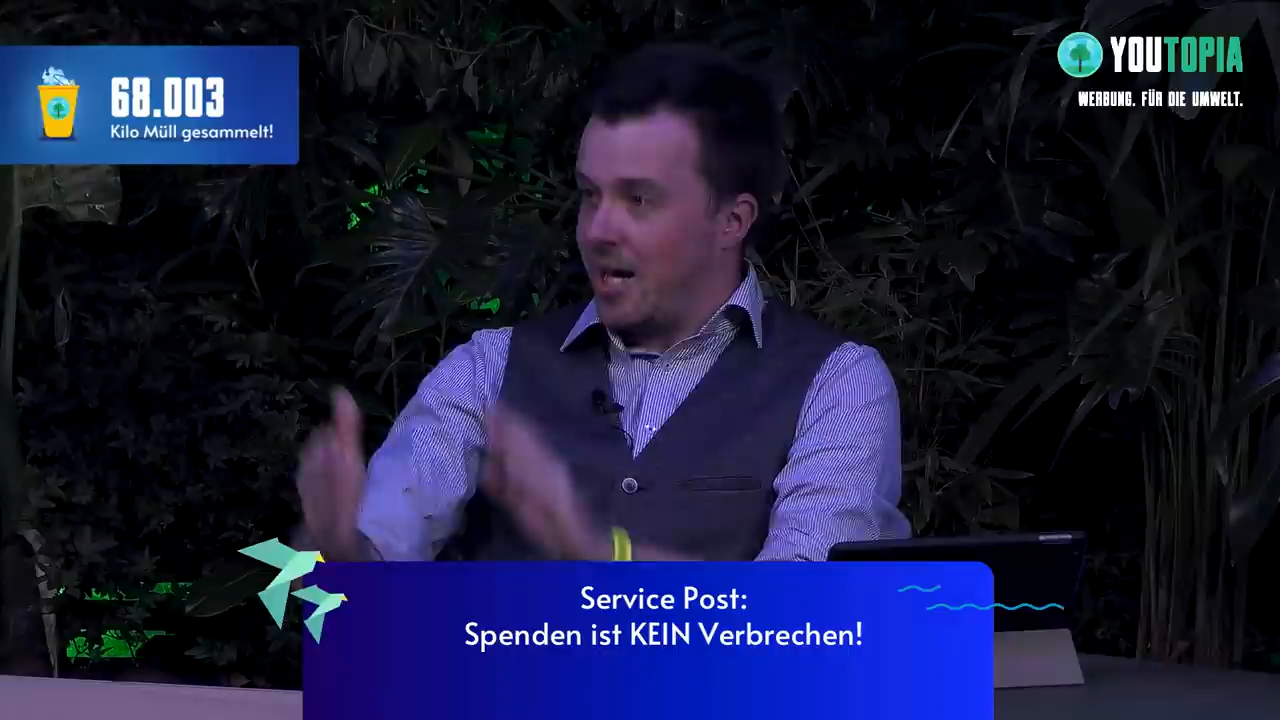 68.003
Kilo Müll gesammelt!
YOUTOPIA
WERBUNG. FÜR DIE UMWELT.
Service Post:
Spenden ist KEIN Verbrechen!